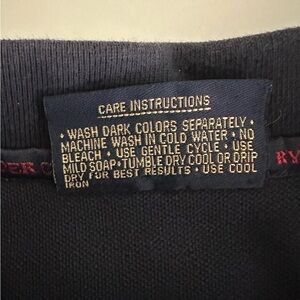 CARE INSTRUCTIONS
• WASH DARK COLORS SEPARATELY •
MACHINE WASH IN COLD WATER • NO
BLEACH • USE GENTLE CYCLE • USE
MILD SOAP • TUMBLE DRY COOL OR DRIP
DRY FOR BEST RESULTS • USE COOL
IRON